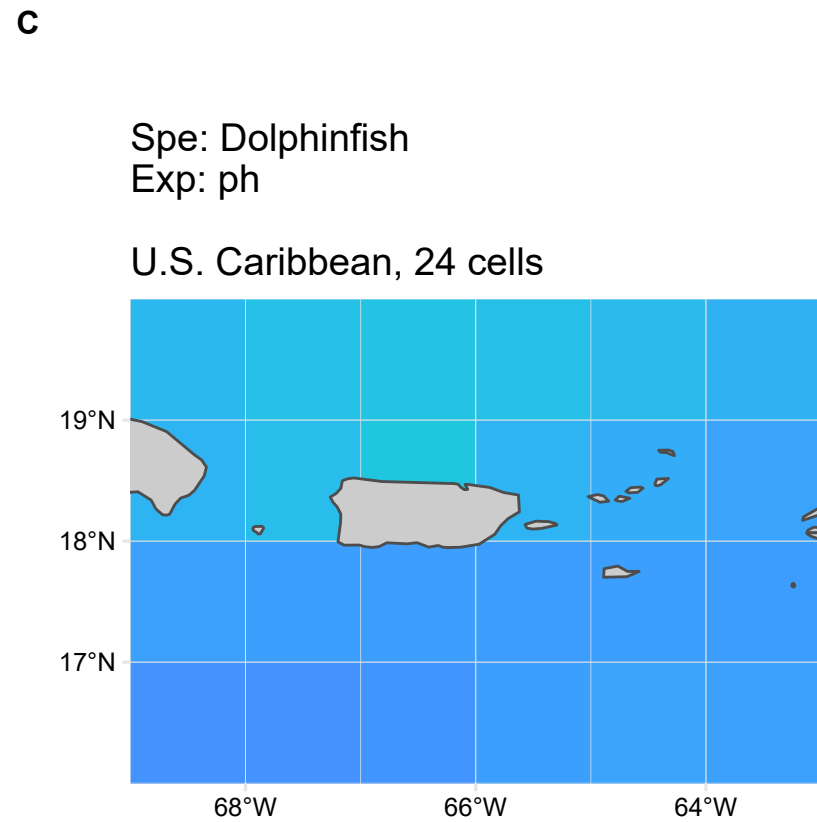 C
Spe: Dolphinfish
Exp: ph
U.S. Caribbean, 24 cells
19°N
18°N
17°N
68°W 66°W 64°W